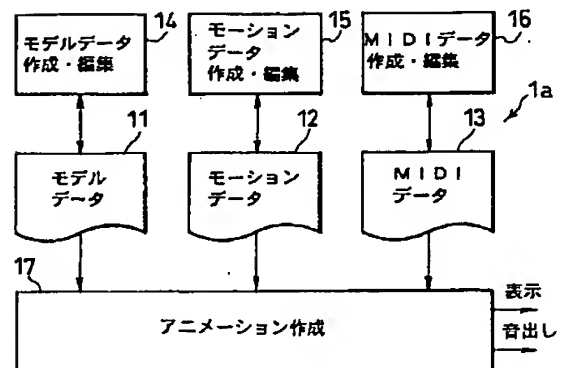 14
モデルデータ
作成・編集
15
モーション
データ
作成・編集
16
MIDIデータ
作成・編集
1a
11
モデル
データ
12
モーション
データ
13
MIDI
データ
17
アニメーション作成
表示
音出し